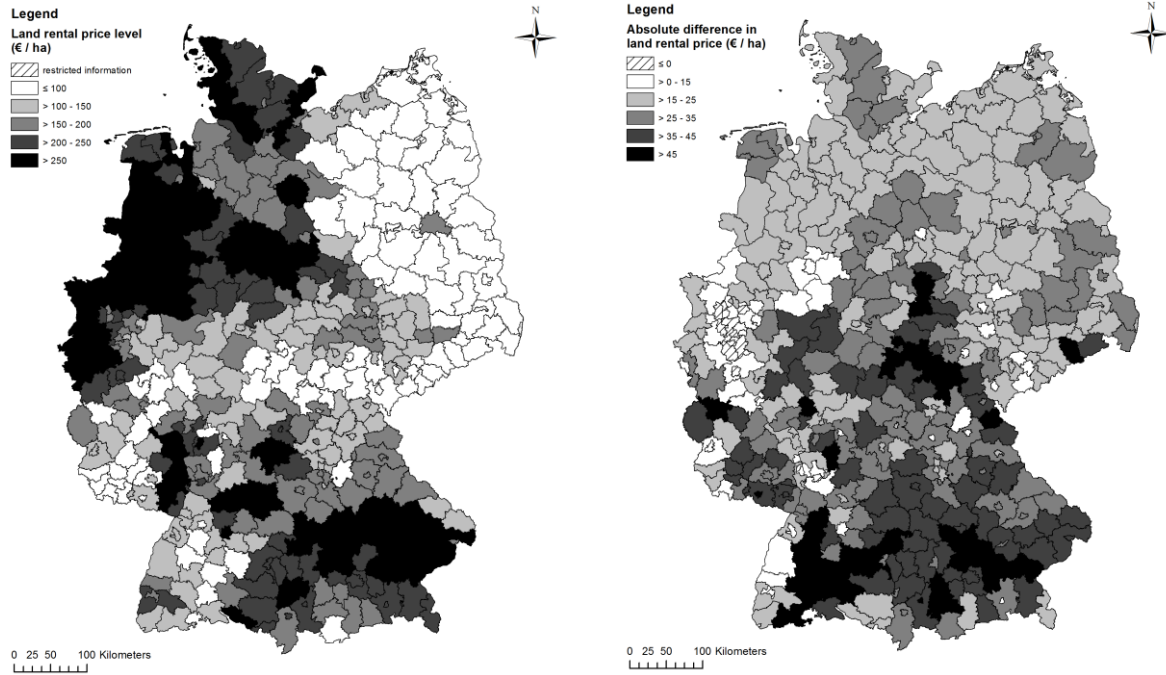 Legend
Land rental price level
(€ / ha)
restricted information
≤ 100
> 100 - 150
> 150 - 200
> 200 - 250
> 250
N
0 25 50 100 Kilometers
Legend
Absolute difference in
land rental price (€ / ha)
≤ 0
> 0 - 15
> 15 - 25
> 25 - 35
> 35 - 45
> 45
N
0 25 50 100 Kilometers